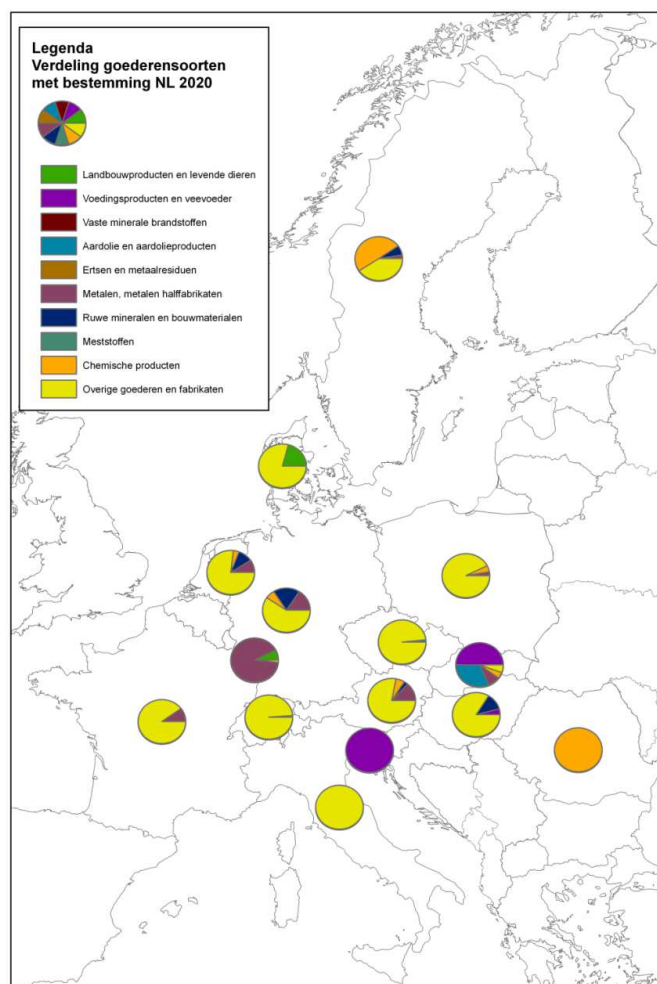 Legenda
Verdeling goederensoorten
met bestemming NL 2020
Landbouwproducten en levende dieren
Voedingsproducten en veevoeder
Vaste minerale brandstoffen
Aardolie en aardolieproducten
Ertsen en metaalresiduen
Metalen, metalen halffabrikaten
Ruwe mineralen en bouwmaterialen
Meststoffen
Chemische producten
Overige goederen en fabrikaten